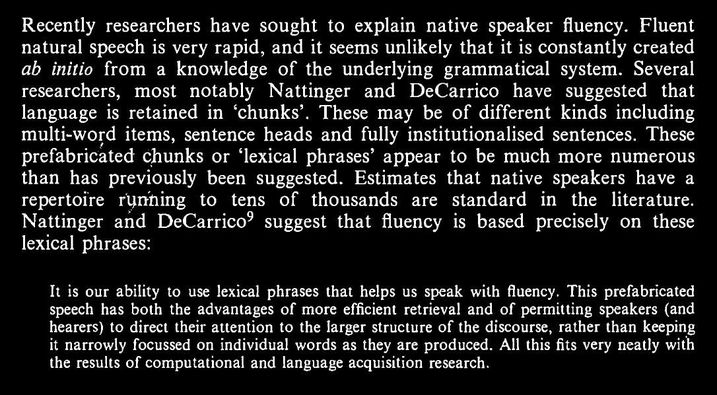 Recently researchers have sought to explain native speaker fluency. Fluent
natural speech is very rapid, and it seems unlikely that it is constantly created
ab initio from a knowledge of the underlying grammatical system. Several
researchers, most notably Nattinger and DeCarrico have suggested that
language is retained in ‘chunks’. These may be of different kinds including
multi-word items, sentence heads and fully institutionalised sentences. These
prefabricated chunks or ‘lexical phrases’ appear to be much more numerous
than has previously been suggested. Estimates that native speakers have a
repertoire running to tens of thousands are standard in the literature.
Nattinger and DeCarrico⁹ suggest that fluency is based precisely on these
lexical phrases:
It is our ability to use lexical phrases that helps us speak with fluency. This prefabricated
speech has both the advantages of more efficient retrieval and of permitting speakers (and
hearers) to direct their attention to the larger structure of the discourse, rather than keeping
it narrowly focussed on individual words as they are produced. All this fits very neatly with
the results of computational and language acquisition research.